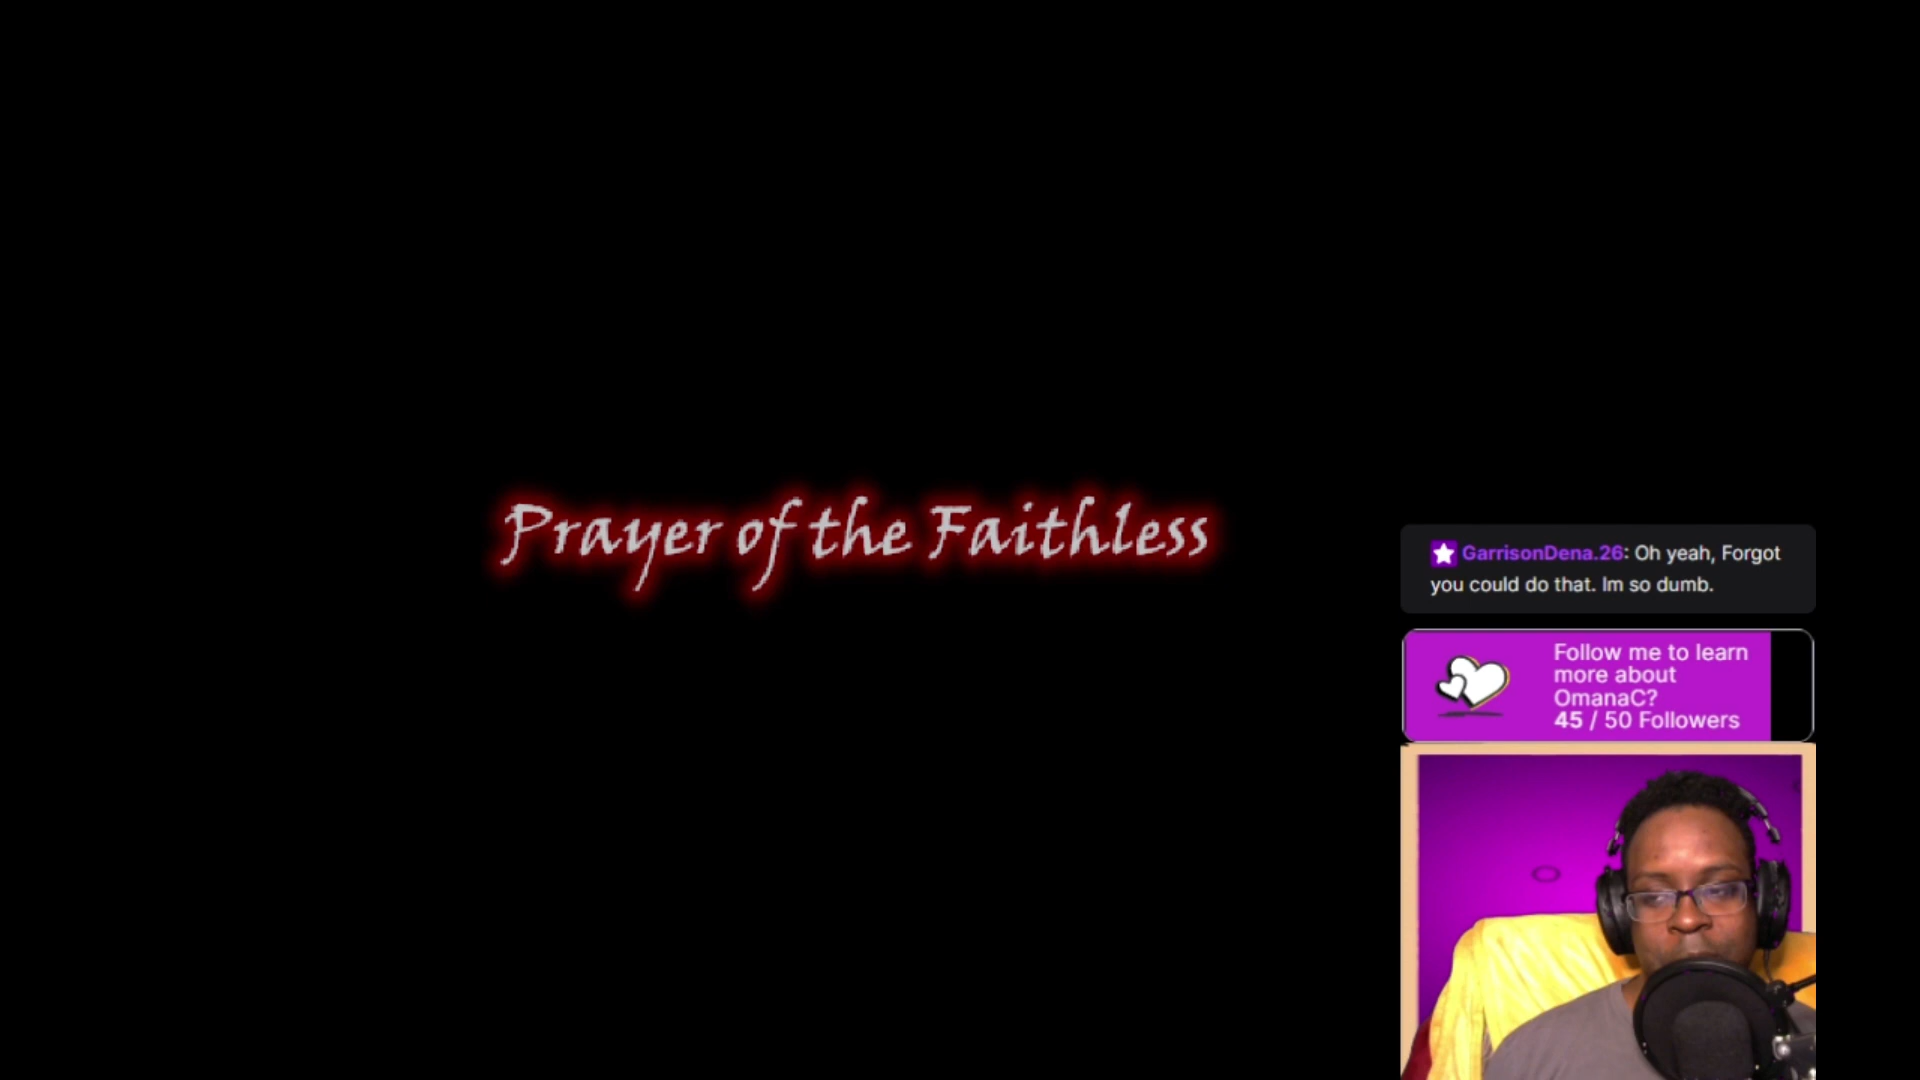 Prayer of the Faithless
GarrisonDena.26: Oh yeah, Forgot
you could do that. Im so dumb.
Follow me to learn
more about
OmanaC?
45 / 50 Followers